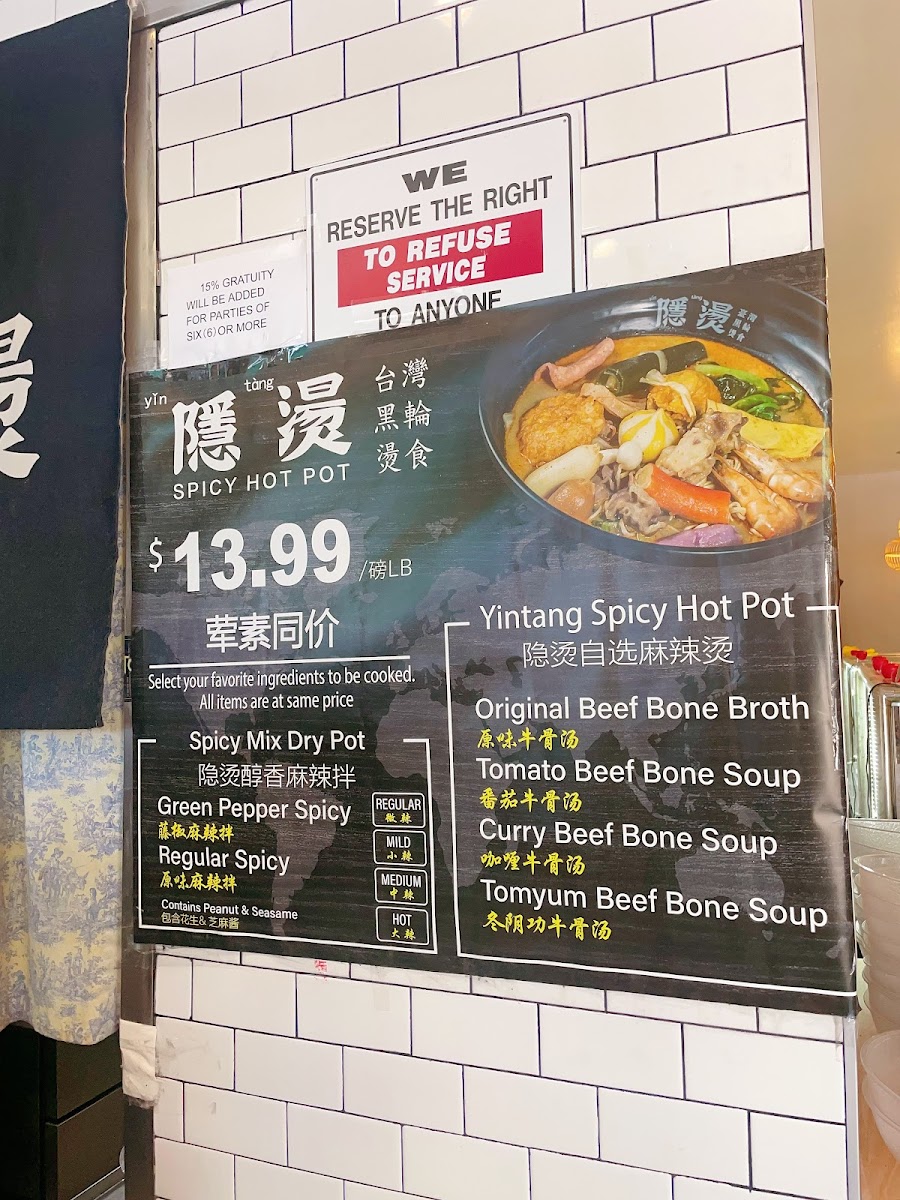 WE
RESERVE THE RIGHT
TO REFUSE
SERVICE
TO ANYONE
15% GRATUITY
WILL BE ADDED
FOR PARTIES OF
SIX(6) OR MORE
燙
yǐn tàng
隱燙
SPICY HOT POT
台灣
黑輪
燙食
隱燙
臺灣
黑輪
燙食
$13.99/磅LB
荤素同价
Select your favorite ingredients to be cooked.
All items are at same price
Spicy Mix Dry Pot
隐烫醇香麻辣拌
Green Pepper Spicy
藤椒麻辣拌
Regular Spicy
原味麻辣拌
Contains Peanut & Seasame
包含花生& 芝麻酱
REGULAR
微辣
MILD
小辣
MEDIUM
中辣
HOT
大辣
Yintang Spicy Hot Pot
隐烫自选麻辣烫
Original Beef Bone Broth
原味牛骨汤
Tomato Beef Bone Soup
番茄牛骨汤
Curry Beef Bone Soup
咖喱牛骨汤
Tomyum Beef Bone Soup
冬阴功牛骨汤